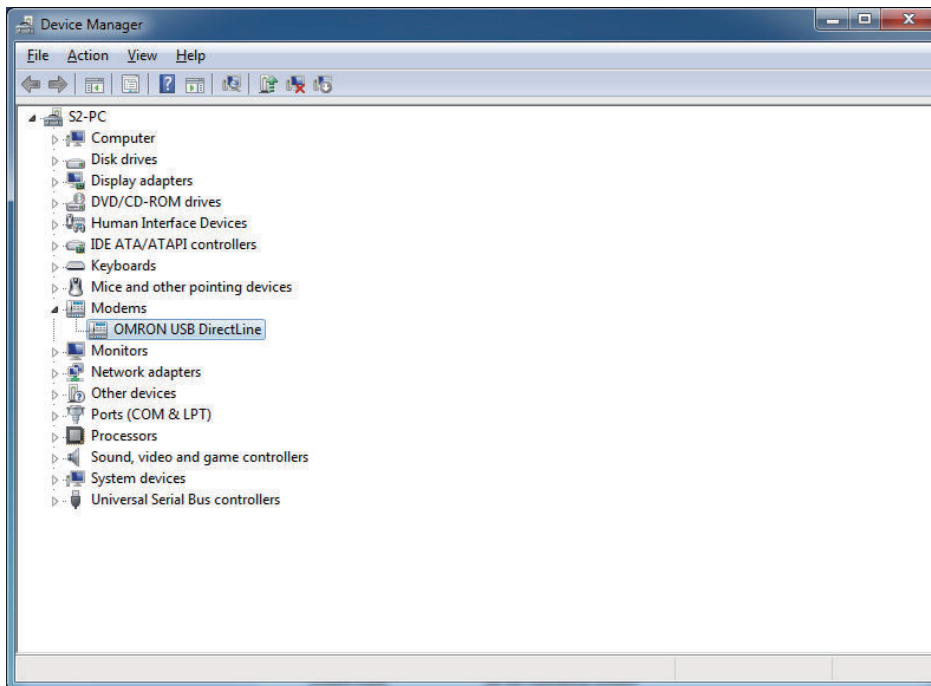 Device Manager
File Action View Help
S2-PC
Computer
Disk drives
Display adapters
DVD/CD-ROM drives
Human Interface Devices
IDE ATA/ATAPI controllers
Keyboards
Mice and other pointing devices
Modems
OMRON USB DirectLine
Monitors
Network adapters
Other devices
Ports (COM & LPT)
Processors
Sound, video and game controllers
System devices
Universal Serial Bus controllers